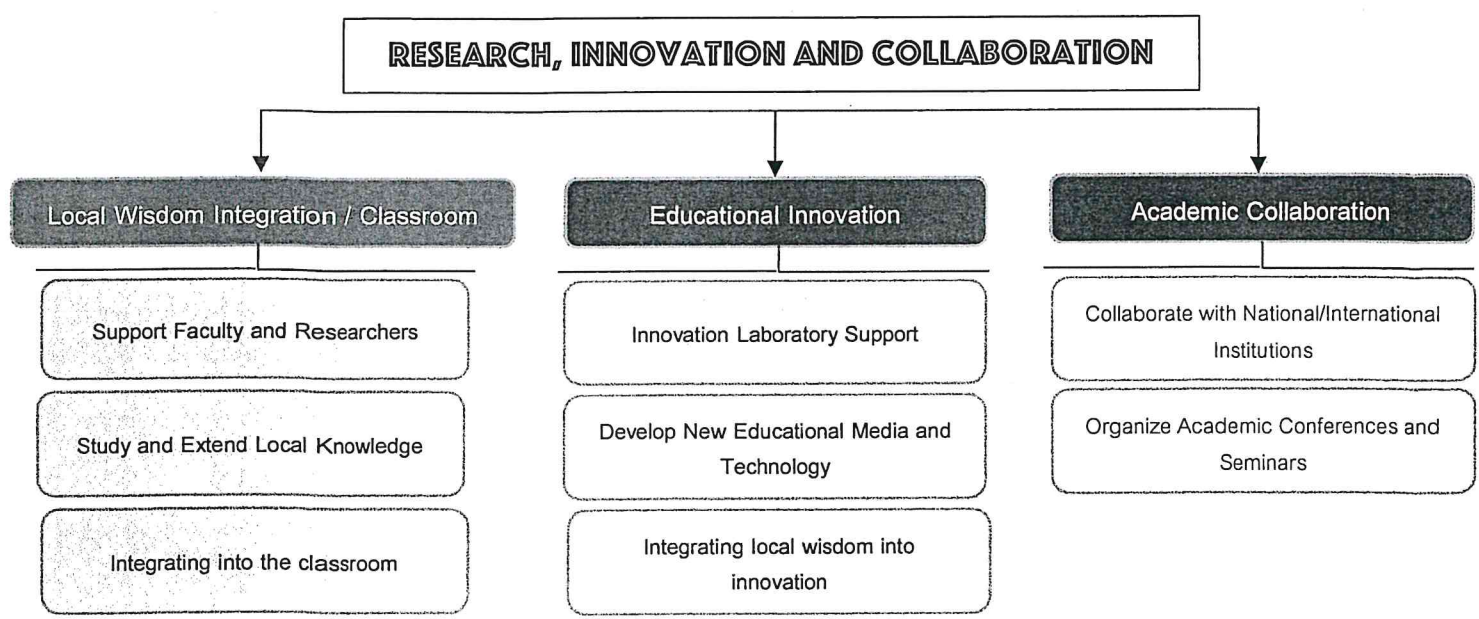 RESEARCH, INNOVATION AND COLLABORATION
Local Wisdom Integration / Classroom
Support Faculty and Researchers
Study and Extend Local Knowledge
Integrating into the classroom
Educational Innovation
Innovation Laboratory Support
Develop New Educational Media and
Technology
Integrating local wisdom into
innovation
Academic Collaboration
Collaborate with National/International
Institutions
Organize Academic Conferences and
Seminars